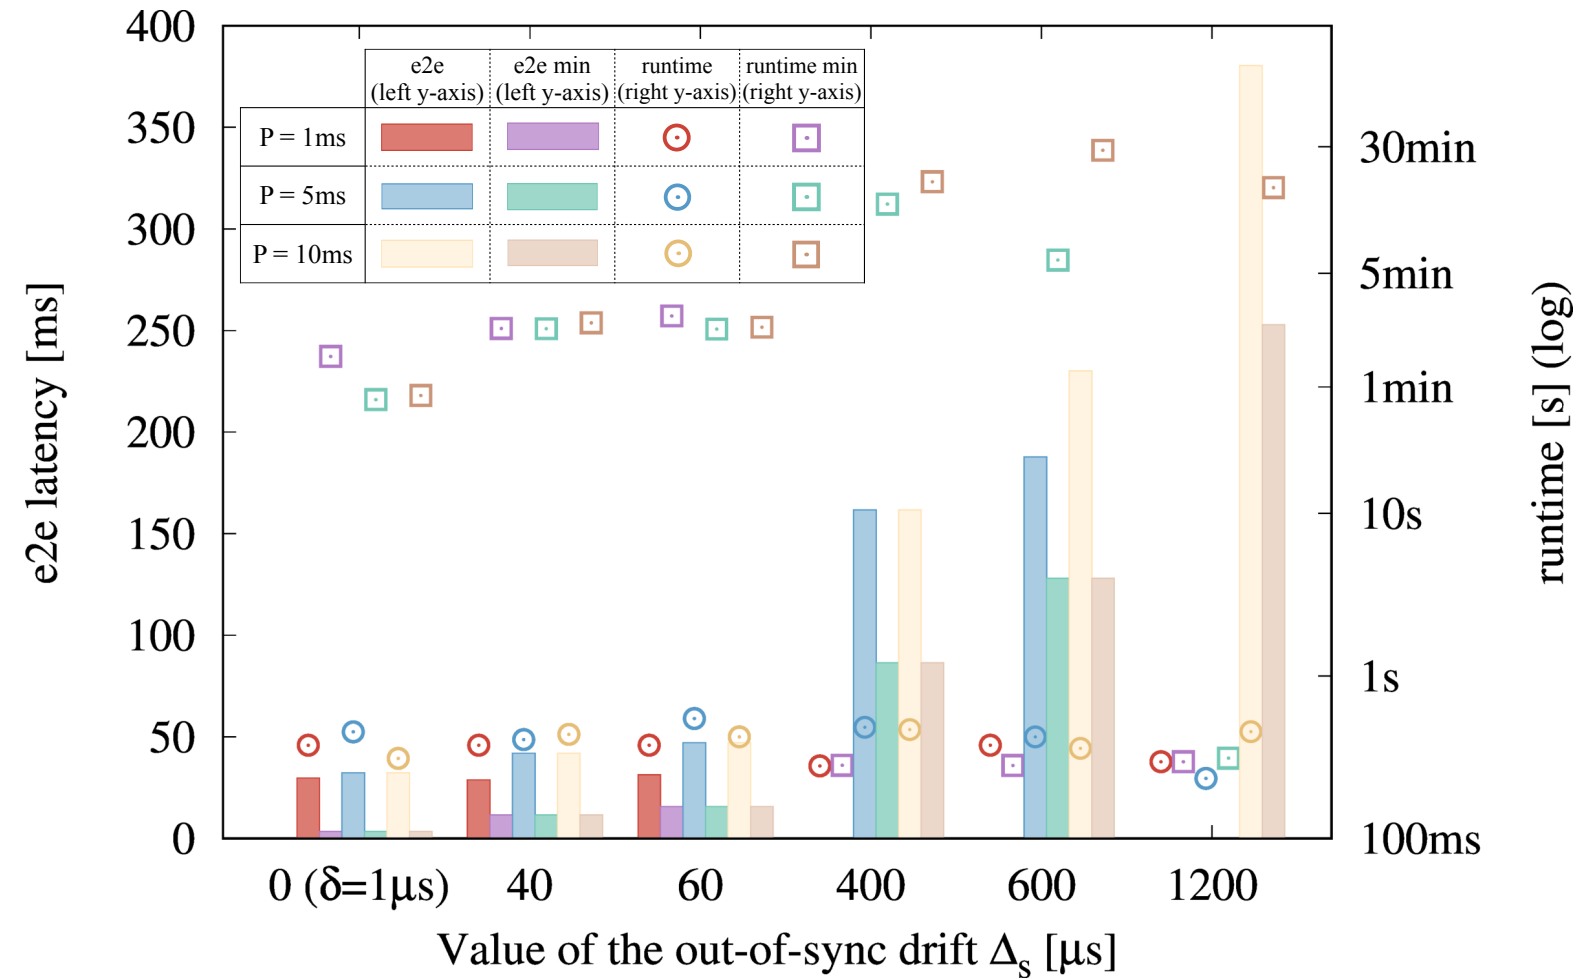 400
350
300
250
200
150
100
50
0
e2e latency [ms]
e2e
(left y-axis)
e2e min
(left y-axis)
runtime
(right y-axis)
runtime min
(right y-axis)
P = 1ms
P = 5ms
P = 10ms
30min
5min
1min
10s
1s
100ms
runtime [s] (log)
0 (δ=1μs) 40 60 400 600 1200
Value of the out-of-sync drift Δs [μs]